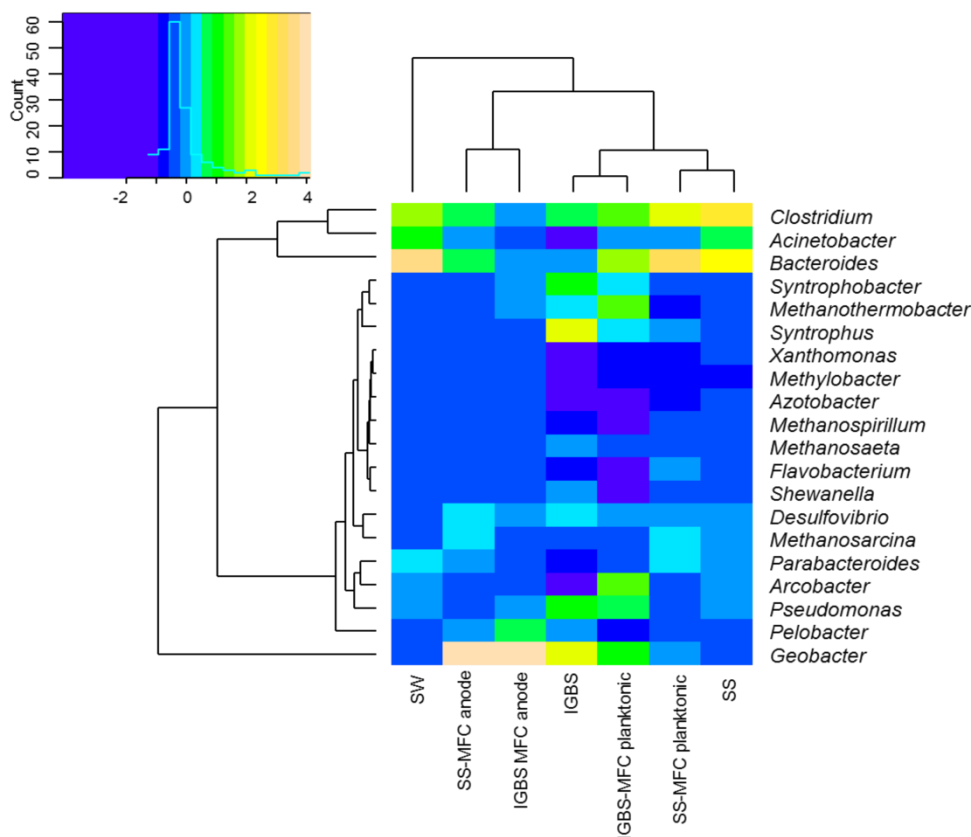 Count
0 10 20 30 40 50 60
-2 0 2 4
Clostridium
Acinetobacter
Bacteroides
Syntrophobacter
Methanothermobacter
Syntrophus
Xanthomonas
Methylobacter
Azotobacter
Methanospirillum
Methanosaeta
Flavobacterium
Shewanella
Desulfovibrio
Methanosarcina
Parabacteroides
Arcobacter
Pseudomonas
Pelobacter
Geobacter
SW
SS-MFC anode
IGBS MFC anode
IGBS
GBS-MFC planktonic
SS-MFC planktonic
SS